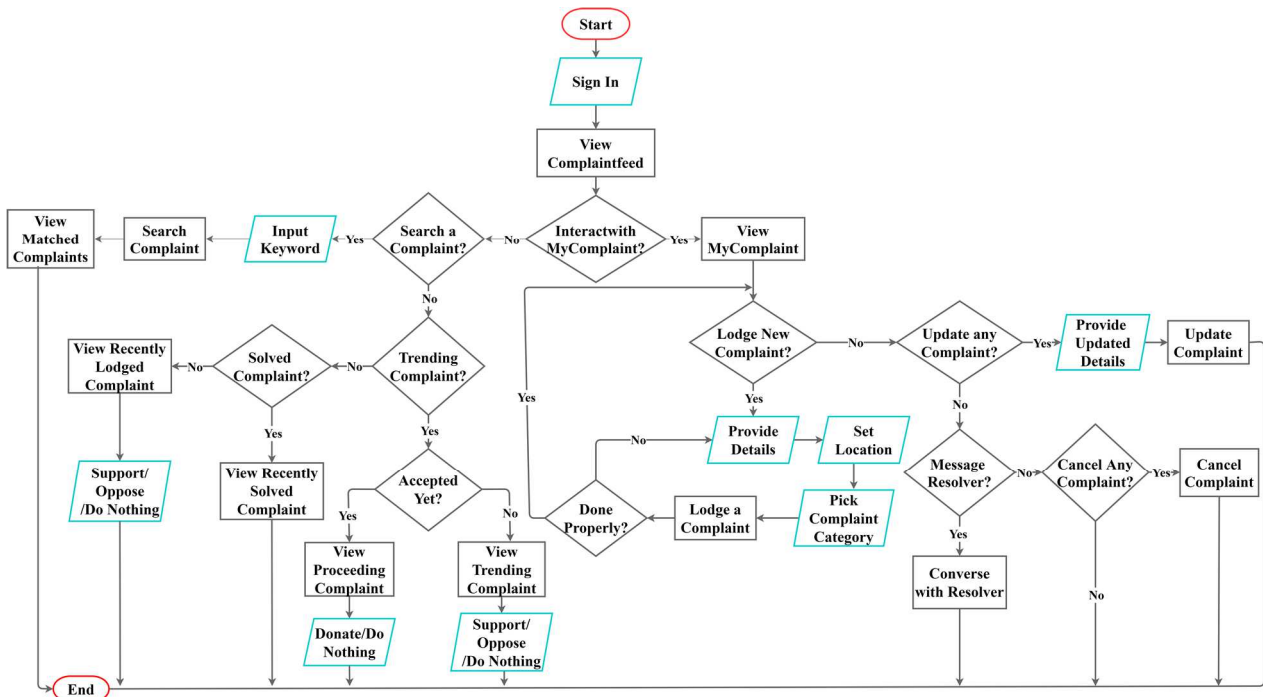 Start
Sign In
View
Complaintfeed
View
Matched
Complaints
Search
Complaint
Input
Keyword
Yes
Search a
Complaint?
No
Interactwith
MyComplaint?
Yes
View
MyComplaint
No
View Recently
Lodged
Complaint
No
Solved
Complaint?
No
Trending
Complaint?
Lodge New
Complaint?
No
Update any
Complaint?
Yes
Provide
Updated
Details
Update
Complaint
Yes
Yes
Yes
Yes
No
Support/
Oppose
/Do Nothing
View Recently
Solved
Complaint
Accepted
Yet?
No
Provide
Details
Set
Location
Message
Resolver?
No
Cancel Any
Complaint?
Yes
Cancel
Complaint
Yes
No
Done
Properly?
Lodge a
Complaint
Pick
Complaint
Category
Yes
View
Proceeding
Complaint
View
Trending
Complaint
Converse
with Resolver
No
Donate/Do
Nothing
Support/
Oppose
/Do Nothing
End